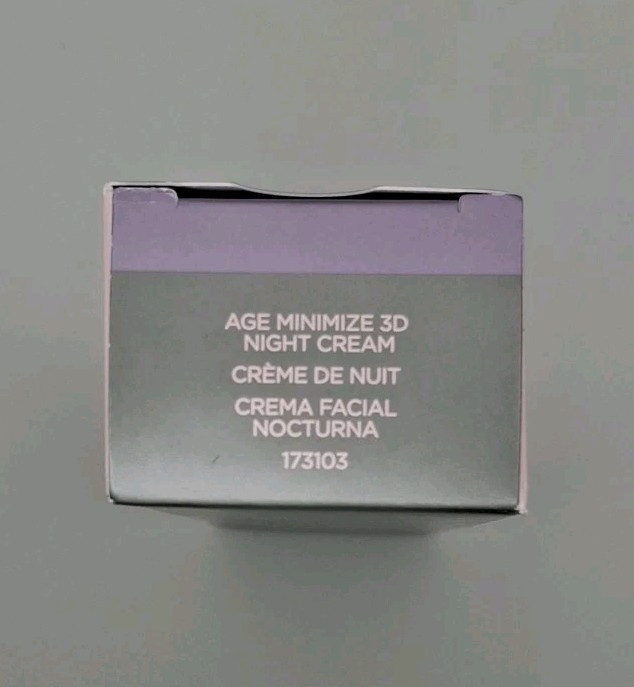 AGE MINIMIZE 3D
NIGHT CREAM
CRÈME DE NUIT
CREMA FACIAL
NOCTURNA
173103